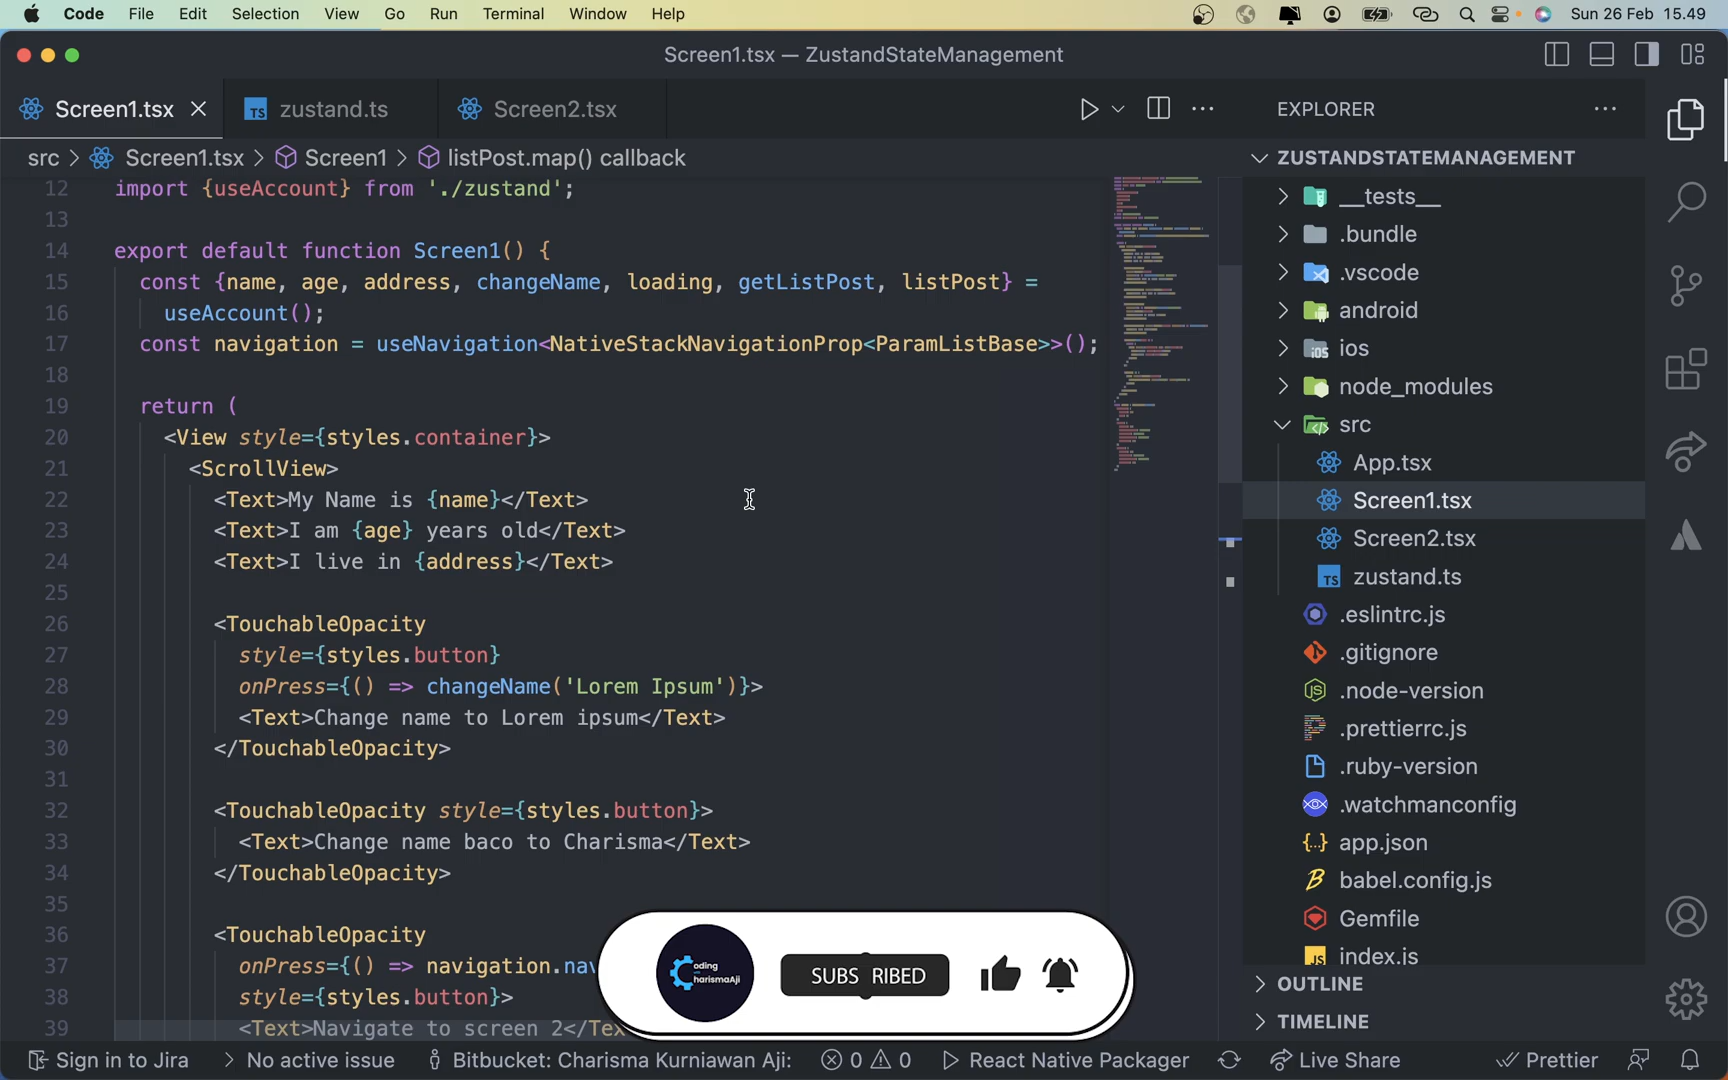 Code File Edit Selection View Go Run Terminal Window Help Sun 26 Feb 15.49
Screen1.tsx — ZustandStateManagement
Screen1.tsx zustand.ts Screen2.tsx
src > Screen1.tsx > Screen1 > listPost.map() callback
12 import {useAccount} from './zustand';
13
14 export default function Screen1() {
15 const {name, age, address, changeName, loading, getListPost, listPost} =
16 useAccount();
17 const navigation = useNavigation<NativeStackNavigationProp<ParamListBase>>();
18
19 return (
20 <View style={styles.container}>
21 <ScrollView>
22 <Text>My Name is {name}</Text>
23 <Text>I am {age} years old</Text>
24 <Text>I live in {address}</Text>
25
26 <TouchableOpacity
27 style={styles.button}
28 onPress={() => changeName('Lorem Ipsum')}>
29 <Text>Change name to Lorem ipsum</Text>
30 </TouchableOpacity>
31
32 <TouchableOpacity style={styles.button}>
33 <Text>Change name baco to Charisma</Text>
34 </TouchableOpacity>
35
36 <TouchableOpacity
37 onPress={() => navigation.nav
38 style={styles.button}>
39 <Text>Navigate to screen 2</Tex
EXPLORER
ZUSTANDSTATEMANAGEMENT
__tests__
.bundle
.vscode
android
ios
node_modules
src
App.tsx
Screen1.tsx
Screen2.tsx
zustand.ts
.eslintrc.js
.gitignore
.node-version
.prettierrc.js
.ruby-version
.watchmanconfig
app.json
babel.config.js
Gemfile
index.js
OUTLINE
TIMELINE
SUBS RIBED
Sign in to Jira No active issue Bitbucket: Charisma Kurniawan Aji: 0 0 React Native Packager Live Share Prettier